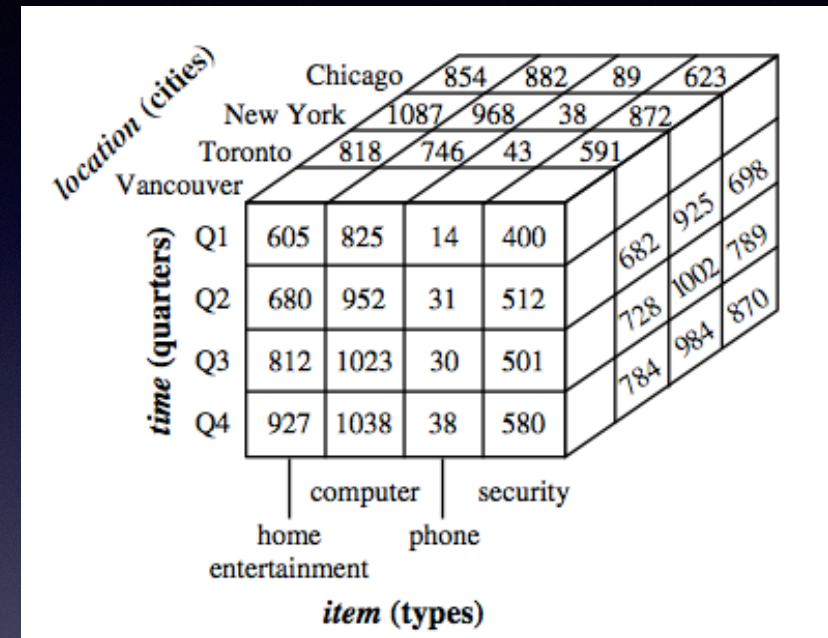 location (cities)
Chicago 854 882 89 623
New York 1087 968 38 872
Toronto 818 746 43 591
Vancouver
time (quarters)
Q1 605 825 14 400
Q2 680 952 31 512
Q3 812 1023 30 501
Q4 927 1038 38 580
682 925 698
728 1002 789
784 984 870
computer security
home phone
entertainment
item (types)